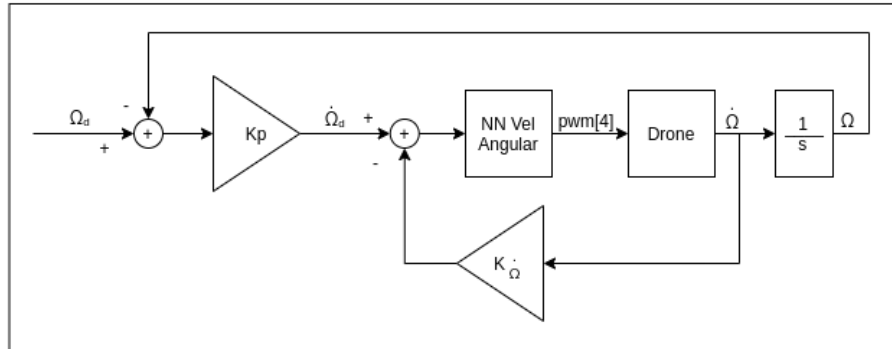 Ω_d
-
+
+
Kp
Ω̇_d
+
-
+
NN Vel
Angular
pwm[4]
Drone
Ω̇
1
s
Ω
K_Ω̇